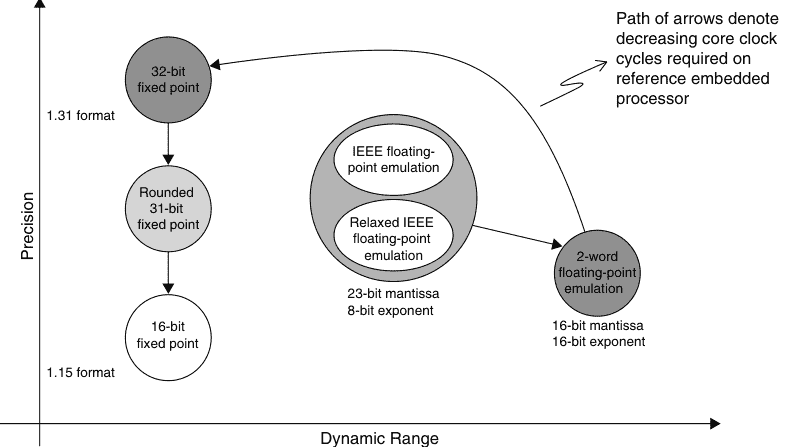 Path of arrows denote
decreasing core clock
cycles required on
reference embedded
processor
32-bit
fixed point
1.31 format
IEEE floating-
point emulation
Rounded
31-bit
fixed point
Relaxed IEEE
floating-point
emulation
Precision
2-word
floating-point
emulation
23-bit mantissa
8-bit exponent
16-bit
fixed point
16-bit mantissa
16-bit exponent
1.15 format
Dynamic Range